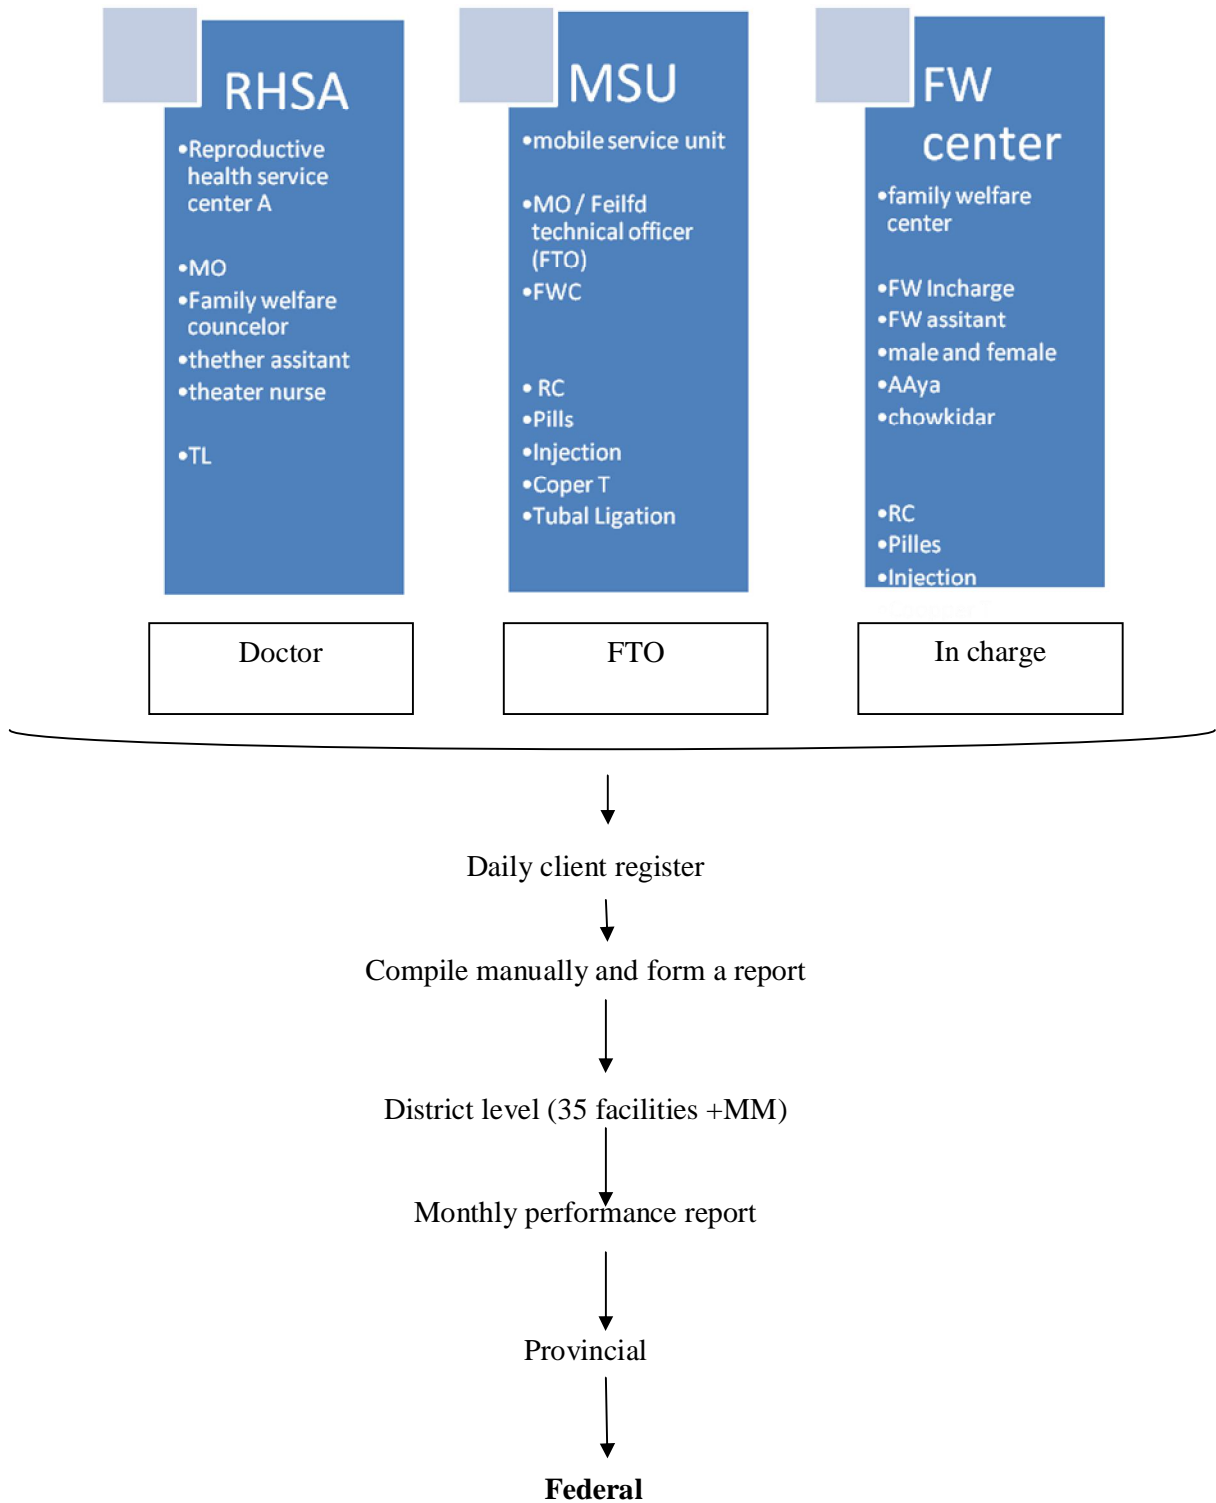 RHSA
•Reproductive
health service
center A
•MO
•Family welfare
councelor
•thether assitant
•theater nurse
•TL
MSU
•mobile service unit
•MO / Feilfd
technical officer
(FTO)
•FWC
• RC
•Pills
•Injection
•Coper T
•Tubal Ligation
FW
center
•family welfare
center
•FW Incharge
•FW assitant
•male and female
•AAya
•chowkidar
•RC
•Pilles
•Injection
Doctor
FTO
In charge
Daily client register
Compile manually and form a report
District level (35 facilities +MM)
Monthly performance report
Provincial
Federal